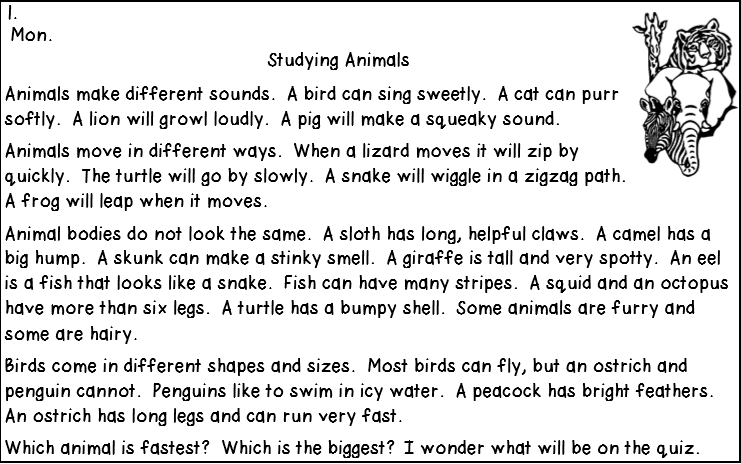 1.
Mon.
Studying Animals
Animals make different sounds. A bird can sing sweetly. A cat can purr
softly. A lion will growl loudly. A pig will make a squeaky sound.
Animals move in different ways. When a lizard moves it will zip by
quickly. The turtle will go by slowly. A snake will wiggle in a zigzag path.
A frog will leap when it moves.
Animal bodies do not look the same. A sloth has long, helpful claws. A camel has a
big hump. A skunk can make a stinky smell. A giraffe is tall and very spotty. An eel
is a fish that looks like a snake. Fish can have many stripes. A squid and an octopus
have more than six legs. A turtle has a bumpy shell. Some animals are furry and
some are hairy.
Birds come in different shapes and sizes. Most birds can fly, but an ostrich and
penguin cannot. Penguins like to swim in icy water. A peacock has bright feathers.
An ostrich has long legs and can run very fast.
Which animal is fastest? Which is the biggest? I wonder what will be on the quiz.